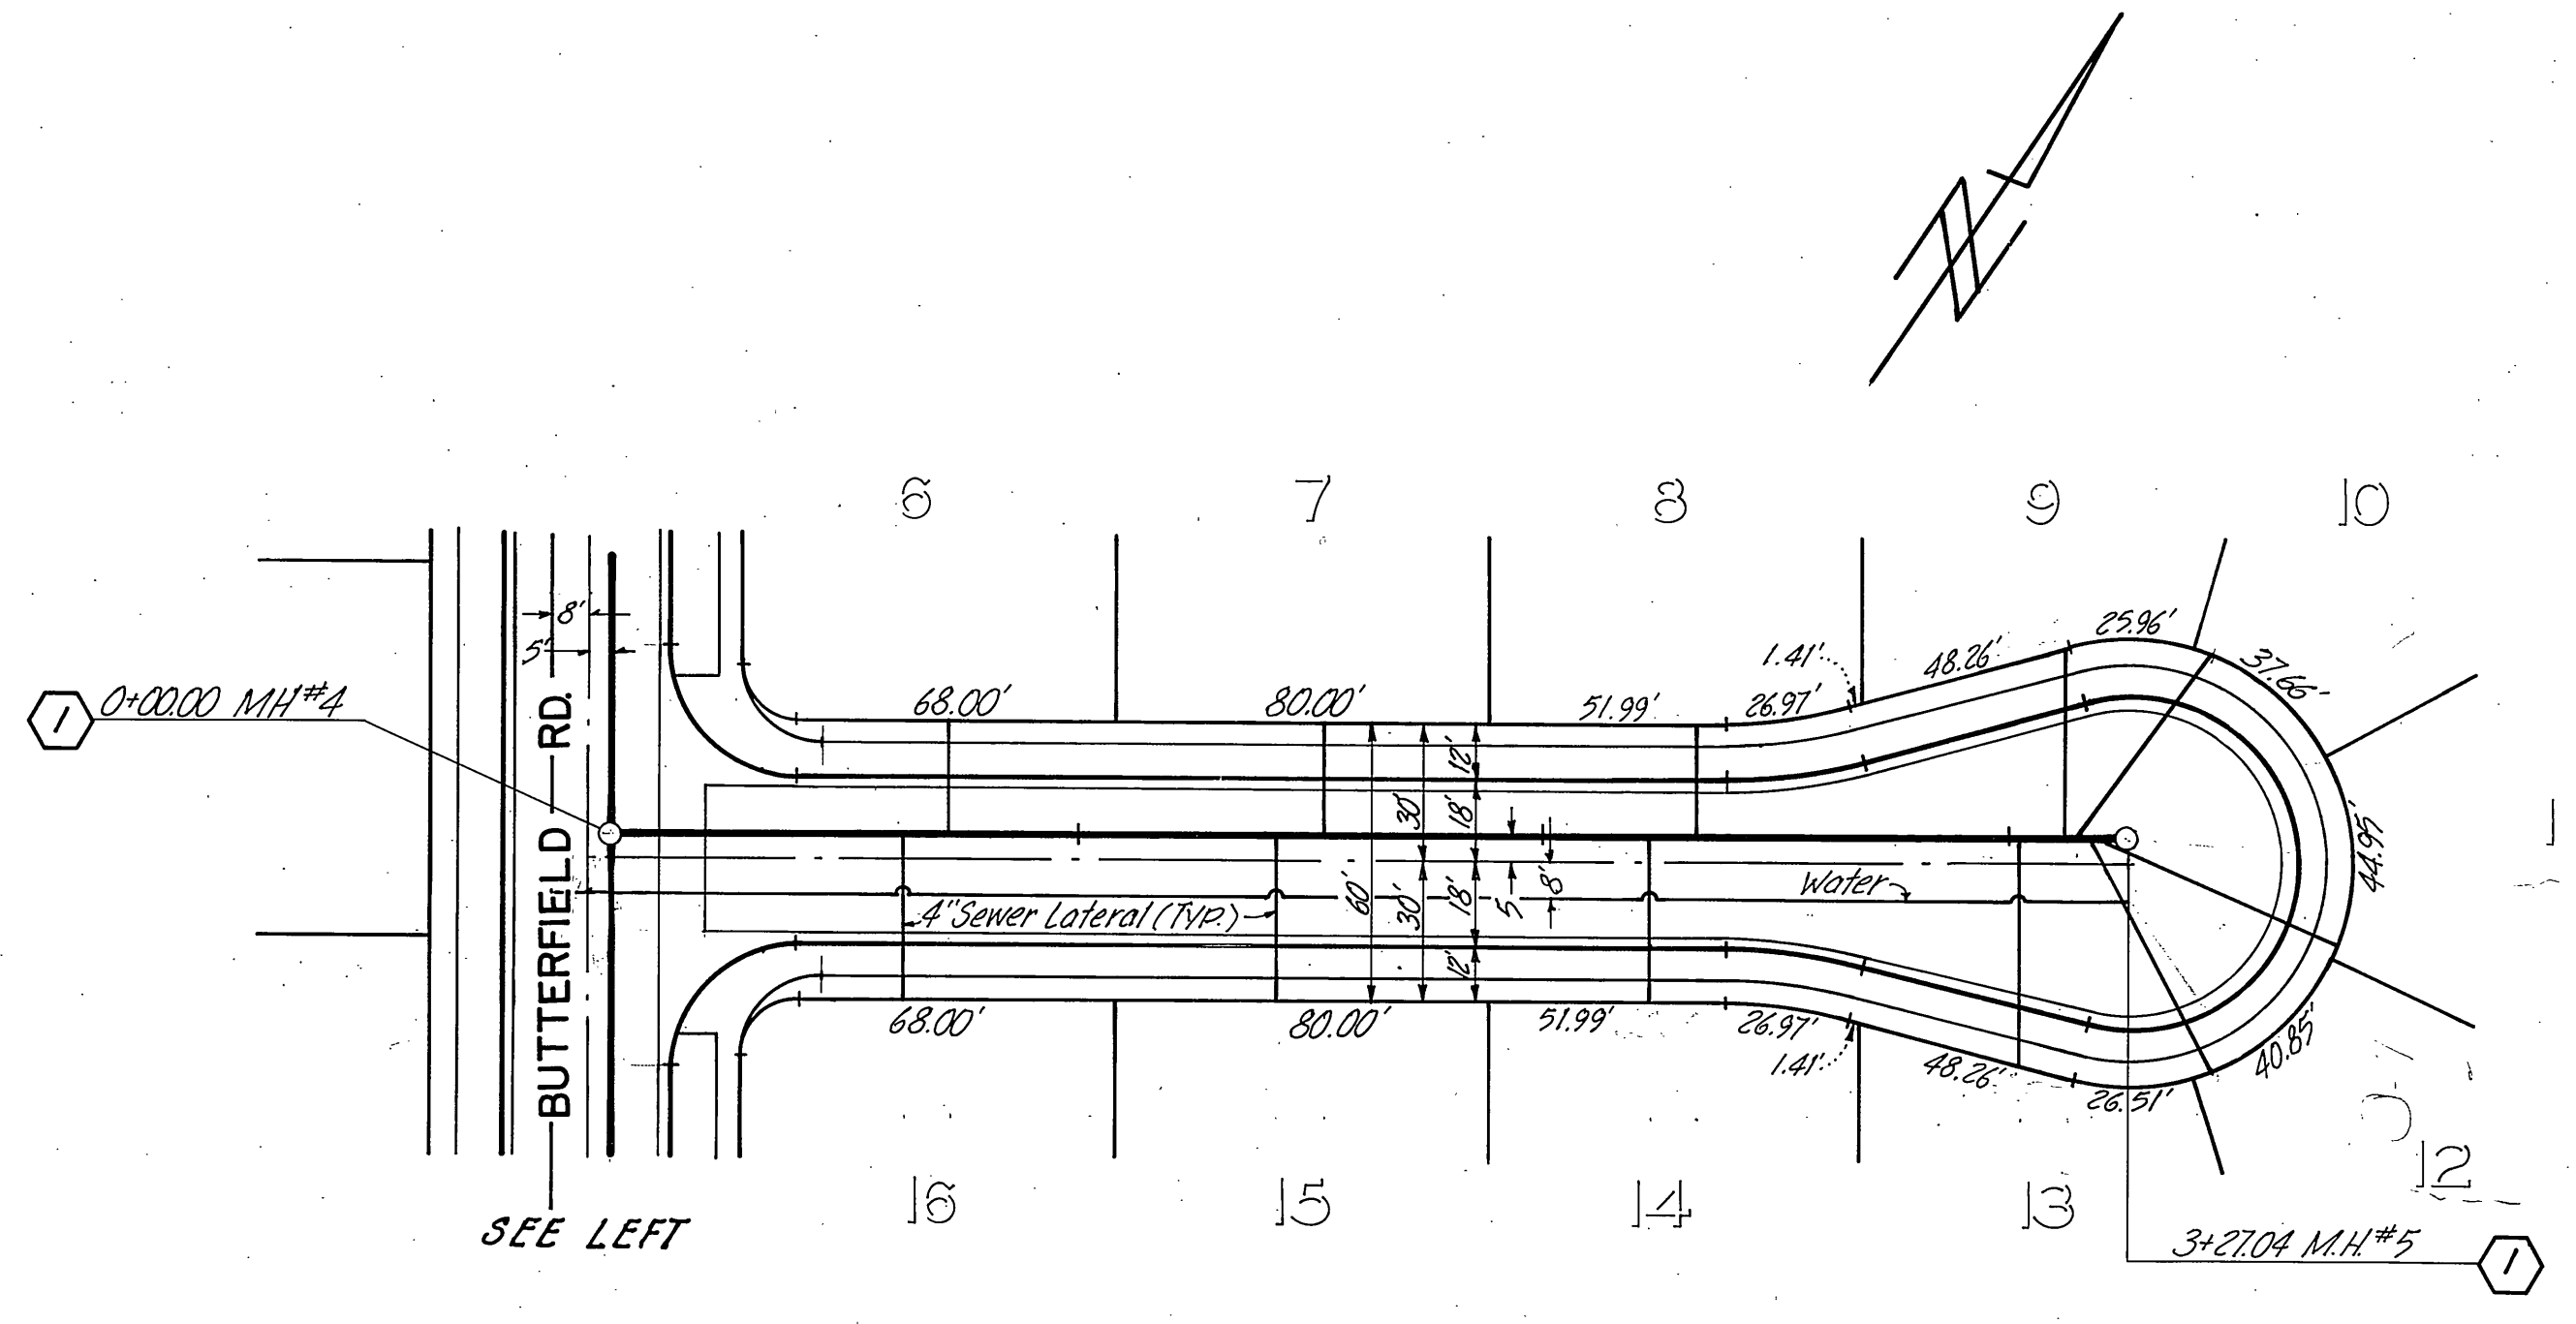 6 7 8 9 10
8'
5'
BUTTERFIELD RD.
SEE LEFT
1
0+00.00 MH#4
68.00' 80.00' 51.99' 26.97' 1.41' 48.26' 25.96' 37.66'
44.95'
40.85'
60' 30' 12' 18' 5' 8'
30' 18' 12'
4" Sewer Lateral (TYP.)
Water
68.00' 80.00' 51.99' 26.97' 1.41' 48.26' 26.51'
16 15 14 13 12
3+27.04 M.H.#5
1